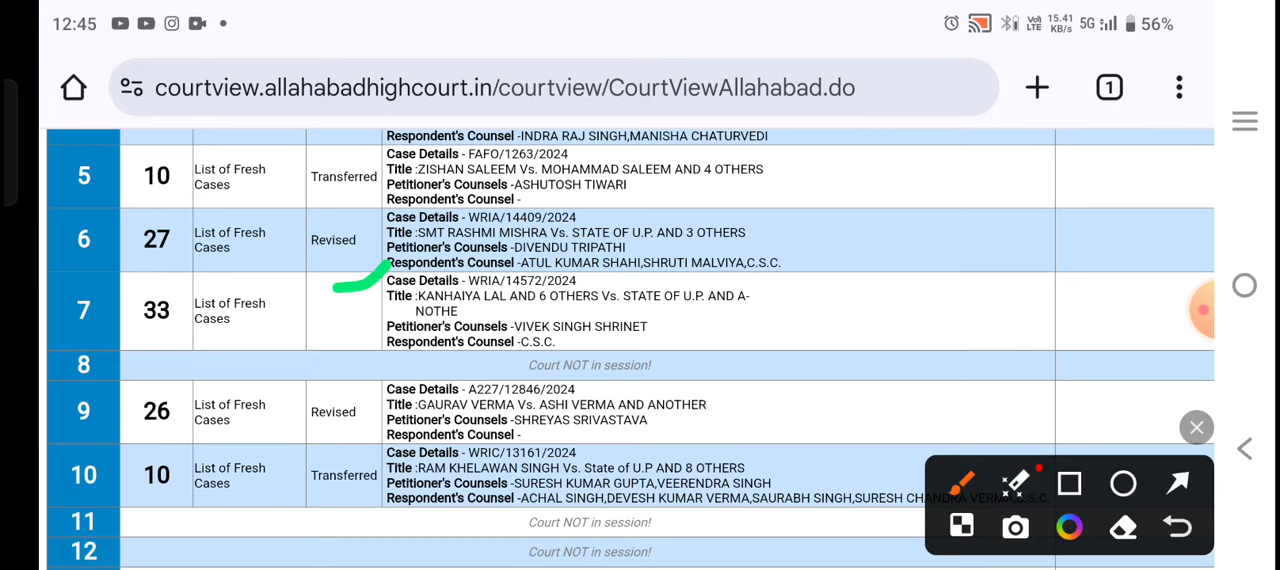 12:45
VoI) LTE 15.41 KB/s 5G 56%
courtview.allahabadhighcourt.in/courtview/CourtViewAllahabad.do
Respondent's Counsel -INDRA RAJ SINGH,MANISHA CHATURVEDI
5 10 List of Fresh Cases Transferred
Case Details - FAFO/1263/2024
Title :ZISHAN SALEEM Vs. MOHAMMAD SALEEM AND 4 OTHERS
Petitioner's Counsels -ASHUTOSH TIWARI
Respondent's Counsel -
6 27 List of Fresh Cases Revised
Case Details - WRIA/14409/2024
Title :SMT RASHMI MISHRA Vs. STATE OF U.P. AND 3 OTHERS
Petitioner's Counsels -DIVENDU TRIPATHI
Respondent's Counsel -ATUL KUMAR SHAHI,SHRUTI MALVIYA,C.S.C.
7 33 List of Fresh Cases
Case Details - WRIA/14572/2024
Title :KANHAIYA LAL AND 6 OTHERS Vs. STATE OF U.P. AND A-
NOTHE
Petitioner's Counsels -VIVEK SINGH SHRINET
Respondent's Counsel -C.S.C.
8 Court NOT in session!
9 26 List of Fresh Cases Revised
Case Details - A227/12846/2024
Title :GAURAV VERMA Vs. ASHI VERMA AND ANOTHER
Petitioner's Counsels -SHREYAS SRIVASTAVA
Respondent's Counsel -
10 10 List of Fresh Cases Transferred
Case Details - WRIC/13161/2024
Title :RAM KHELAWAN SINGH Vs. State of U.P AND 8 OTHERS
Petitioner's Counsels -SURESH KUMAR GUPTA,VEERENDRA SINGH
Respondent's Counsel -ACHAL SINGH,DEVESH KUMAR VERMA,SAURABH SINGH,SURESH CHANDRA VERMA,C.S.C.
11 Court NOT in session!
12 Court NOT in session!